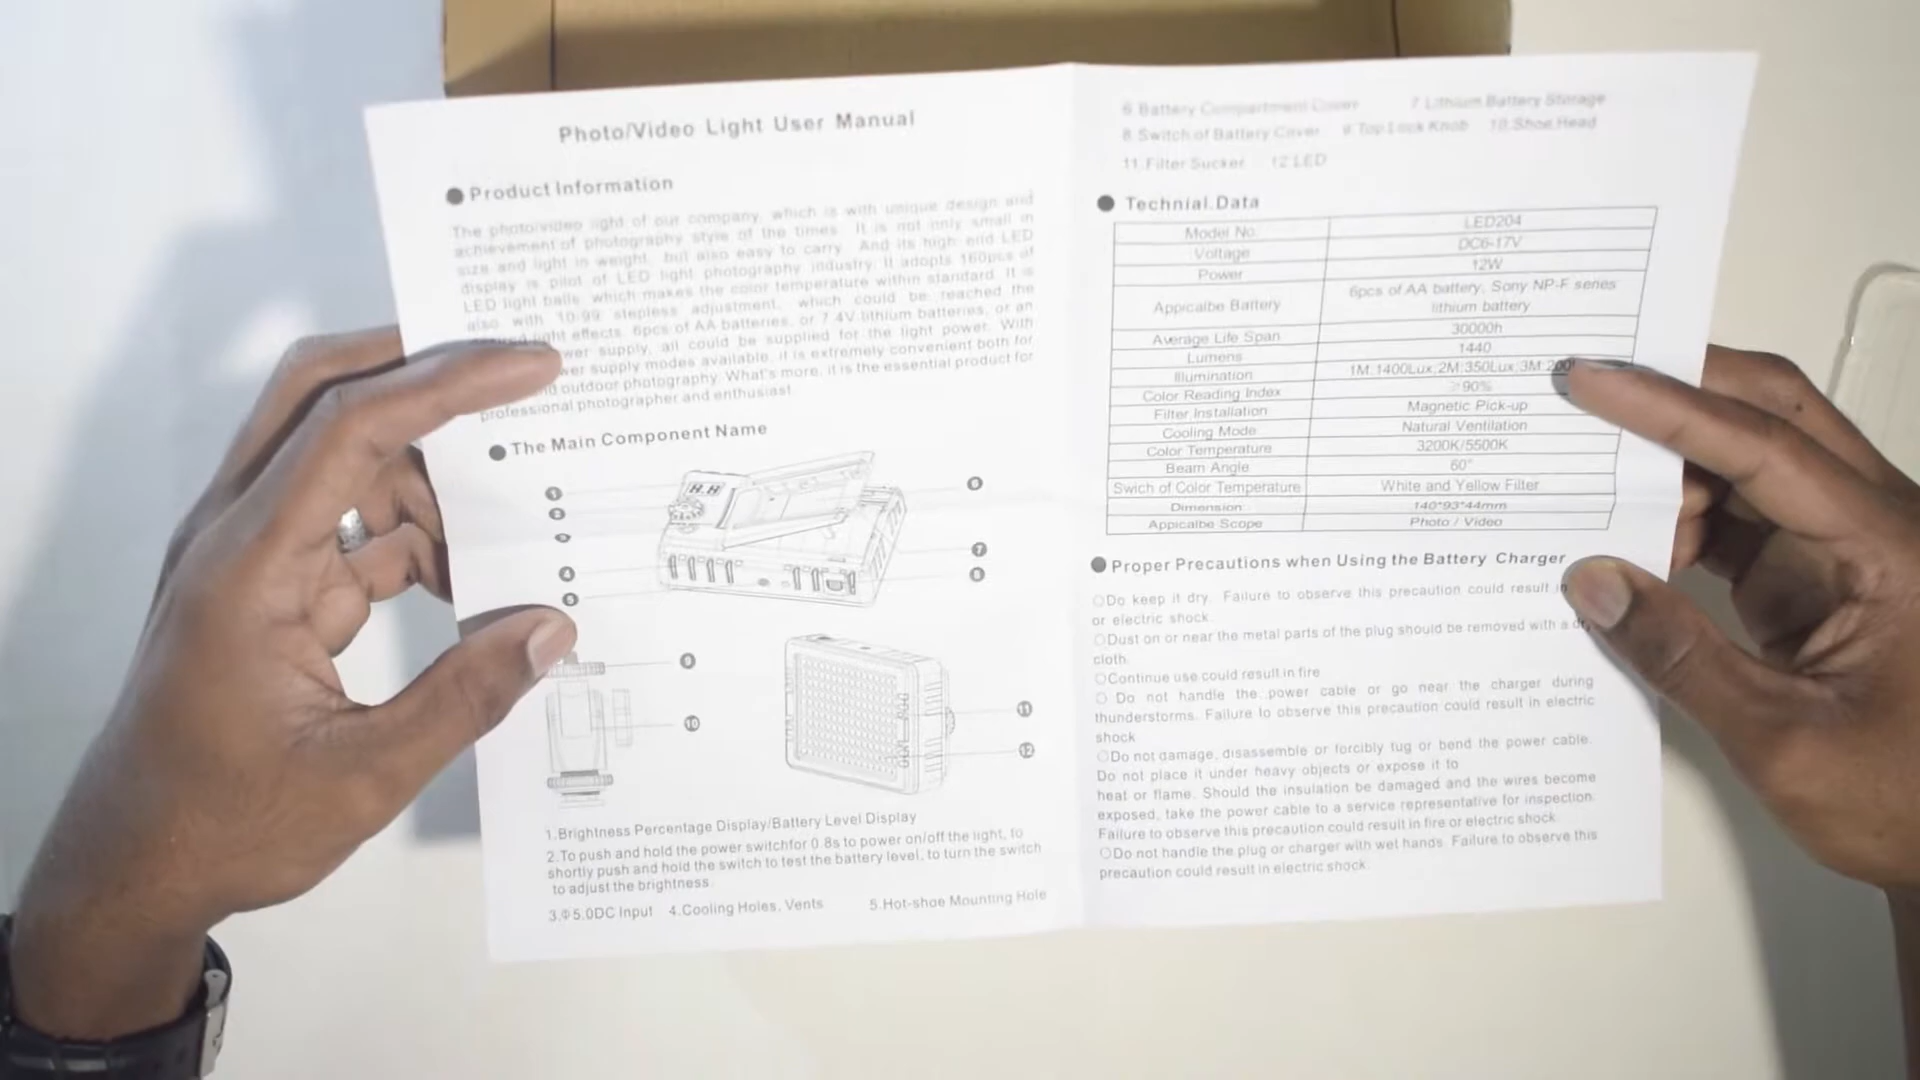 Photo/Video Light User Manual
Product Information
The photo/video light of our company, which is with unique design and
achievement of photography style of the times. It is not only small in
size and light in weight, but also easy to carry. And its high end LED
display is pilot of LED light photography industry. It adopts 160pcs of
LED light balls, which makes the color temperature within standard. It is
also with 10-99 stepless adjustment, which could be reached the
light effects. 6pcs of AA batteries, or 7.4V lithium batteries, or an
wer supply, all could be supplied for the light power. With
wer supply modes available, it is extremely convenient both for
nd outdoor photography. What's more, it is the essential product for
professional photographer and enthusiast.
The Main Component Name
8.8
1
2
3
4
5
6
7
8
9
10
11
12
1.Brightness Percentage Display/Battery Level Display
2.To push and hold the power switchfor 0.8s to power on/off the light, to
shortly push and hold the switch to test the battery level, to turn the switch
to adjust the brightness.
3.Φ5.0DC Input 4.Cooling Holes, Vents 5.Hot-shoe Mounting Hole
6.Battery Compartment Cover 7.Lithium Battery Storage
8.Switch of Battery Cover 9.Top Lock Knob 10.Shoe Head
11.Filter Sucker 12.LED
Technial.Data
Model No. LED204
Voltage DC6-17V
Power 12W
Appicalbe Battery 6pcs of AA battery, Sony NP-F series
lithium battery
Average Life Span 30000h
Lumens 1440
Illumination 1M:1400Lux,2M:350Lux,3M:200
Color Reading Index >90%
Filter Installation Magnetic Pick-up
Cooling Mode Natural Ventilation
Color Temperature 3200K/5500K
Beam Angle 60°
Swich of Color Temperature White and Yellow Filter
Dimension 140*93*44mm
Appicalbe Scope Photo / Video
Proper Precautions when Using the Battery Charger
○Do keep it dry. Failure to observe this precaution could result in
or electric shock.
○Dust on or near the metal parts of the plug should be removed with a dry
cloth.
○Continue use could result in fire
○ Do not handle the power cable or go near the charger during
thunderstorms. Failure to observe this precaution could result in electric
shock
○Do not damage, disassemble or forcibly tug or bend the power cable.
Do not place it under heavy objects or expose it to
heat or flame. Should the insulation be damaged and the wires become
exposed, take the power cable to a service representative for inspection.
Failure to observe this precaution could result in fire or electric shock.
○Do not handle the plug or charger with wet hands. Failure to observe this
precaution could result in electric shock.